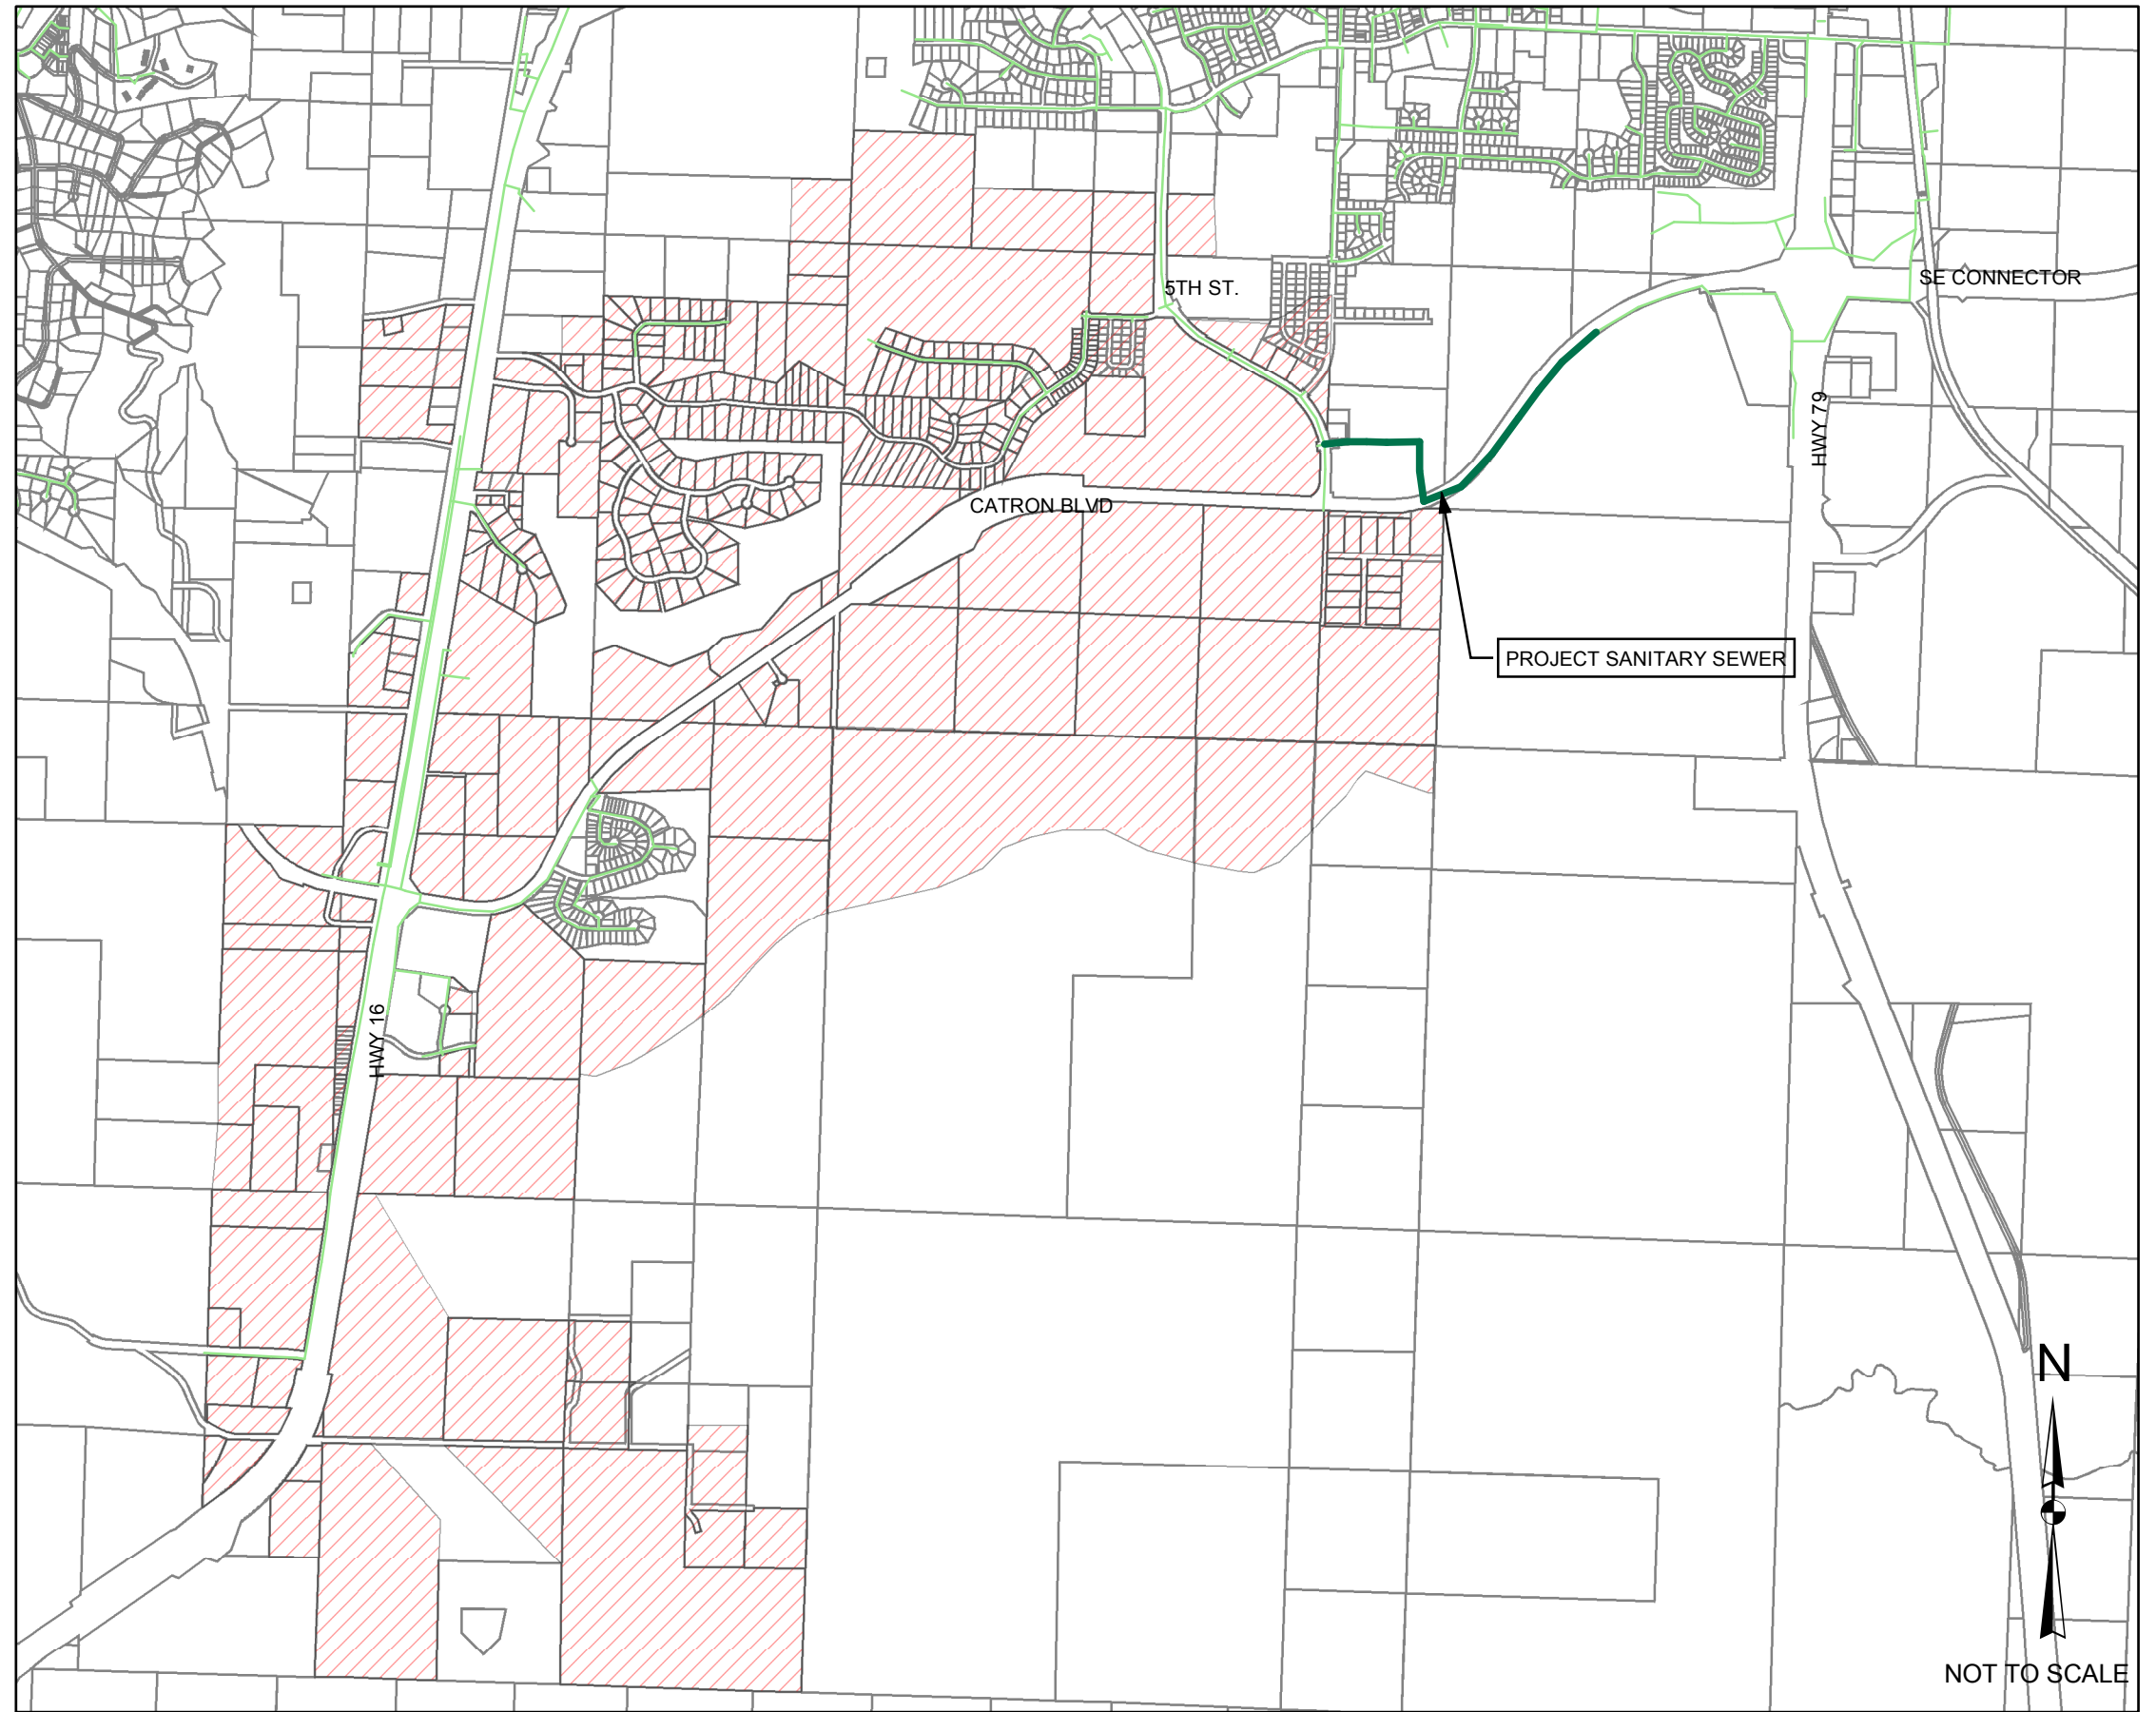 5TH ST.
SE CONNECTOR
HWY 79
CATRON BLVD
PROJECT SANITARY SEWER
HWY 16
N
NOT TO SCALE